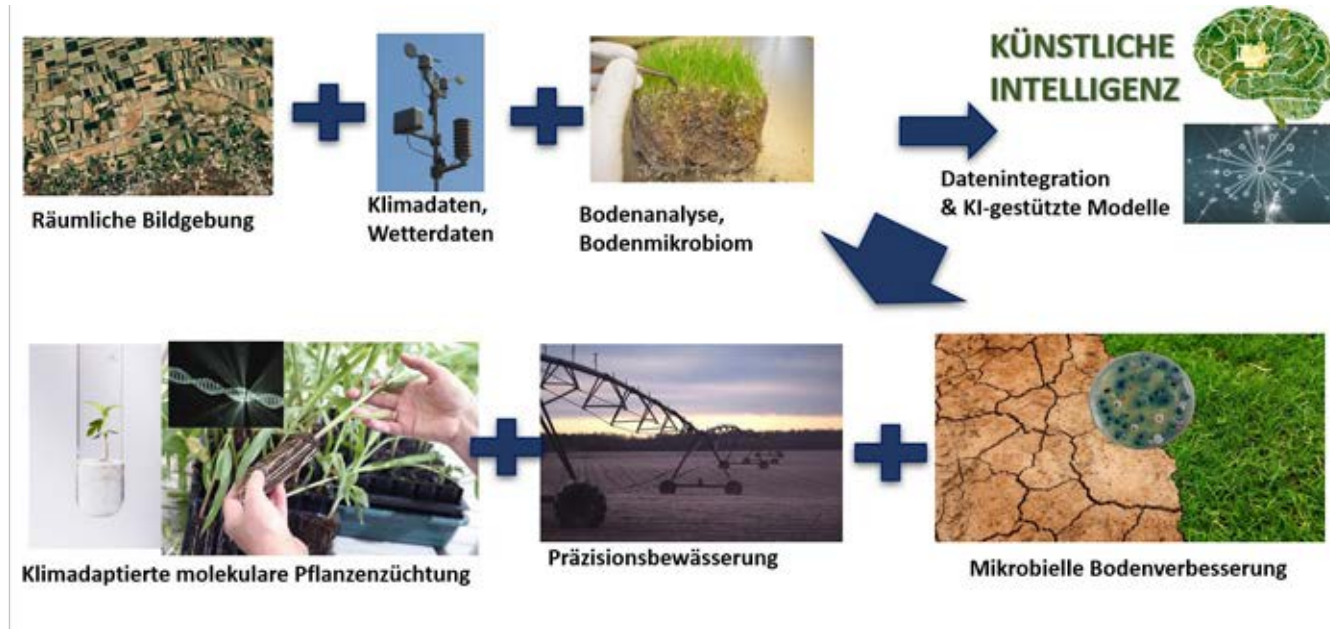 KÜNSTLICHE
INTELLIGENZ
Räumliche Bildgebung
Klimadaten,
Wetterdaten
Bodenanalyse,
Bodenmikrobiom
Datenintegration
& KI-gestützte Modelle
Klimadaptierte molekulare Pflanzenzüchtung
Präzisionsbewässerung
Mikrobielle Bodenverbesserung